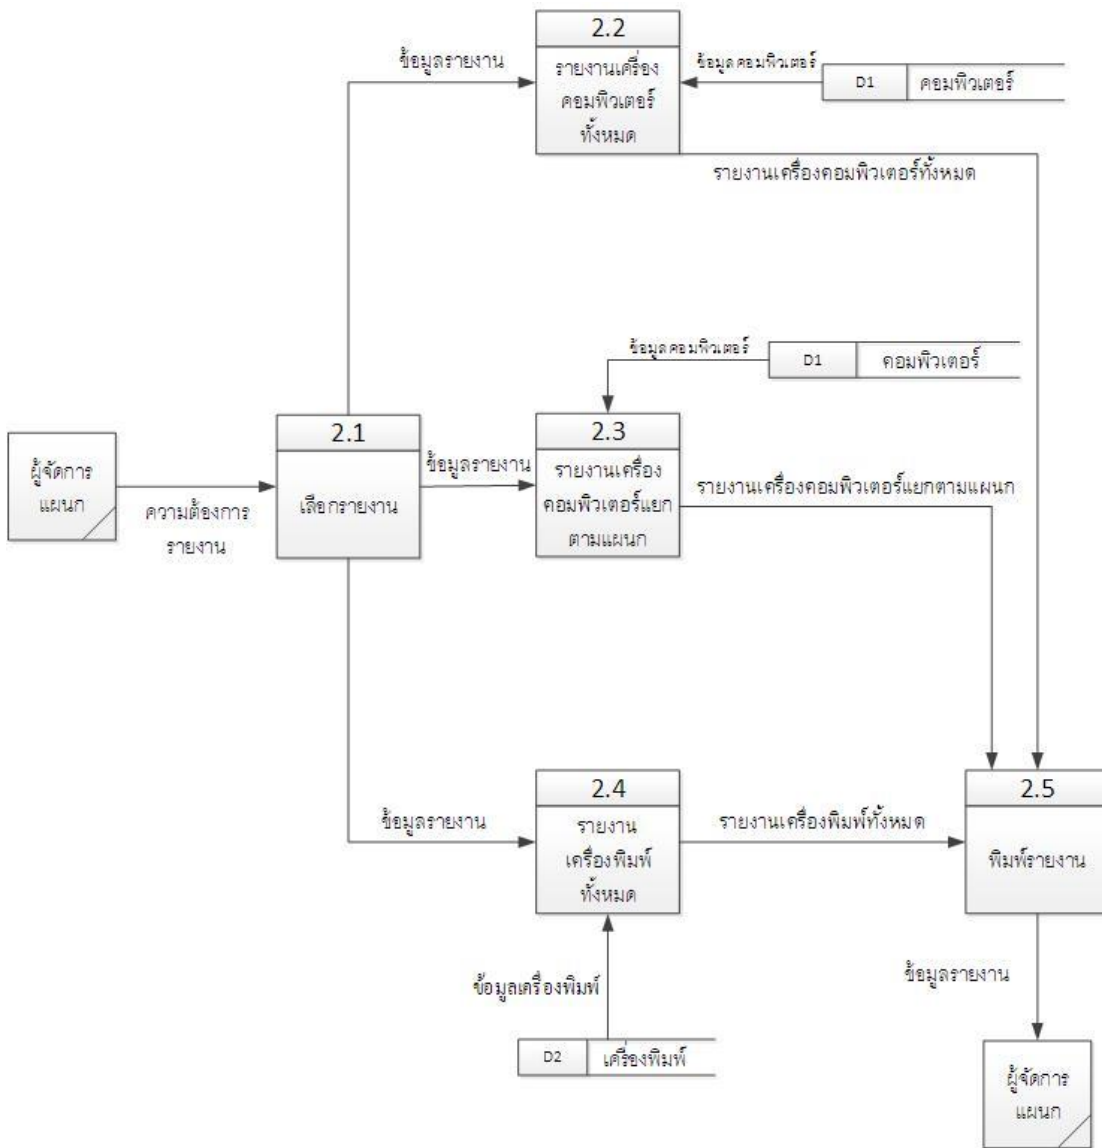 2.2
รายงานเครื่อง
คอมพิวเตอร์
ทั้งหมด
ข้อมูลรายงาน
ข้อมูลคอมพิวเตอร์
D1
คอมพิวเตอร์
รายงานเครื่องคอมพิวเตอร์ทั้งหมด
ข้อมูลคอมพิวเตอร์
D1
คอมพิวเตอร์
ผู้จัดการ
แผนก
ความต้องการ
รายงาน
2.1
เลือกรายงาน
ข้อมูลรายงาน
2.3
รายงานเครื่อง
คอมพิวเตอร์แยก
ตามแผนก
รายงานเครื่องคอมพิวเตอร์แยกตามแผนก
ข้อมูลรายงาน
2.4
รายงาน
เครื่องพิมพ์
ทั้งหมด
รายงานเครื่องพิมพ์ทั้งหมด
2.5
พิมพ์รายงาน
ข้อมูลเครื่องพิมพ์
D2
เครื่องพิมพ์
ข้อมูลรายงาน
ผู้จัดการ
แผนก